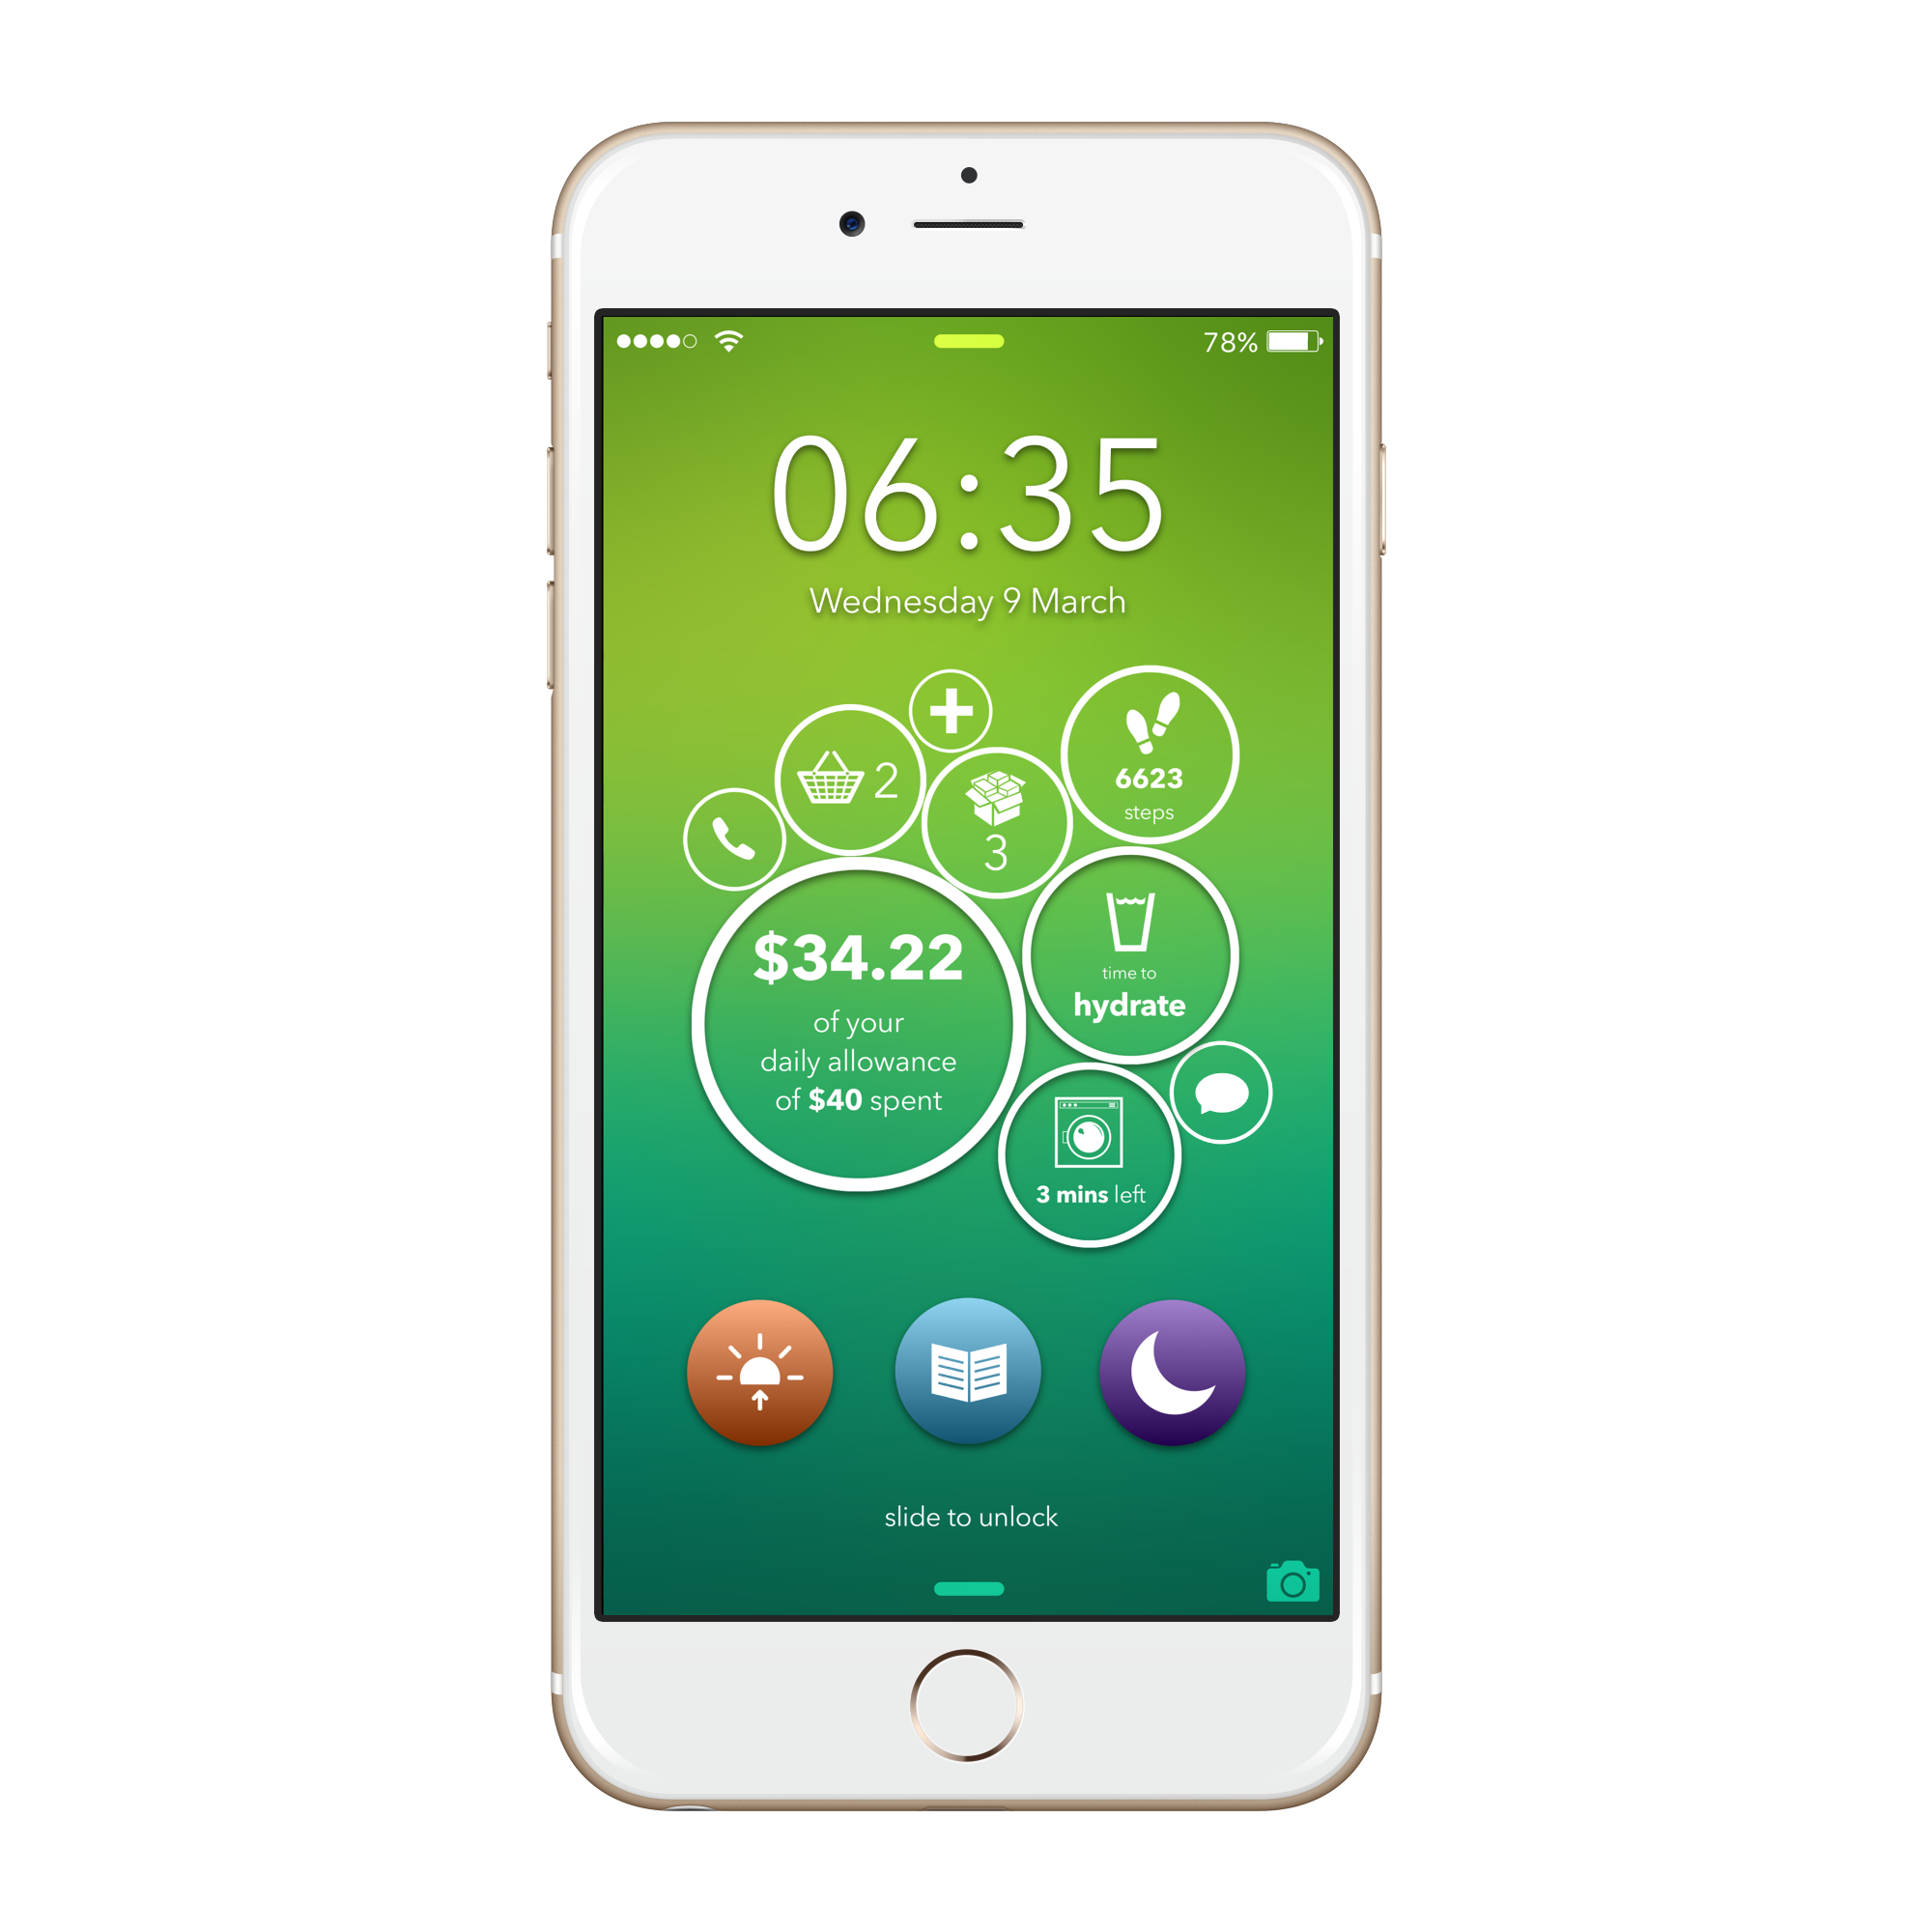 78%
06:35
Wednesday 9 March
2
3
6623
steps
$34.22
of your
daily allowance
of $40 spent
time to
hydrate
3 mins left
slide to unlock